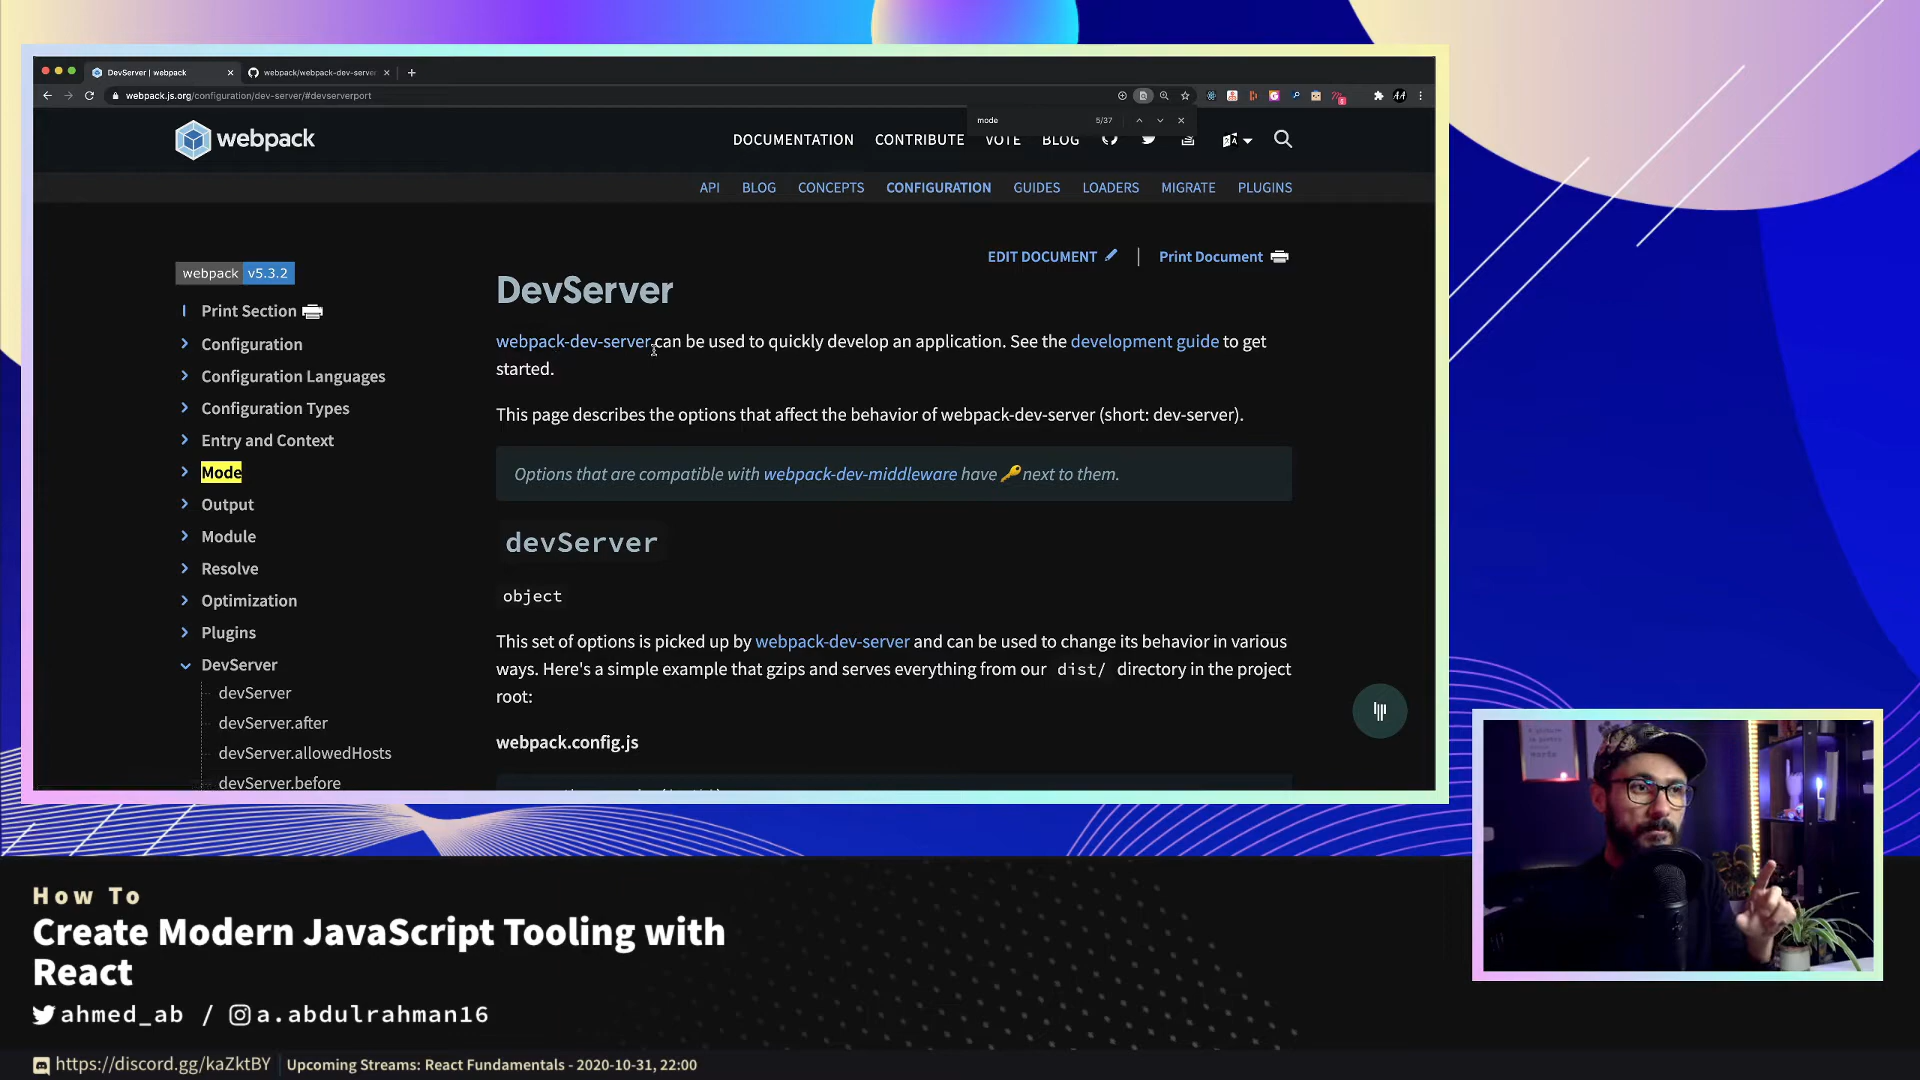 DevServer | webpack
webpack/webpack-dev-server
webpack.js.org/configuration/dev-server/#devserverport
mode 5/37
webpack
DOCUMENTATION CONTRIBUTE VOTE BLOG
API BLOG CONCEPTS CONFIGURATION GUIDES LOADERS MIGRATE PLUGINS
EDIT DOCUMENT | Print Document
webpack v5.3.2
Print Section
Configuration
Configuration Languages
Configuration Types
Entry and Context
Mode
Output
Module
Resolve
Optimization
Plugins
DevServer
devServer
devServer.after
devServer.allowedHosts
devServer.before
DevServer
webpack-dev-server can be used to quickly develop an application. See the development guide to get
started.
This page describes the options that affect the behavior of webpack-dev-server (short: dev-server).
Options that are compatible with webpack-dev-middleware have 🔑 next to them.
devServer
object
This set of options is picked up by webpack-dev-server and can be used to change its behavior in various
ways. Here's a simple example that gzips and serves everything from our dist/ directory in the project
root:
webpack.config.js
How To
Create Modern JavaScript Tooling with
React
ahmed_ab / a.abdulrahman16
https://discord.gg/kaZktBY | Upcoming Streams: React Fundamentals - 2020-10-31, 22:00